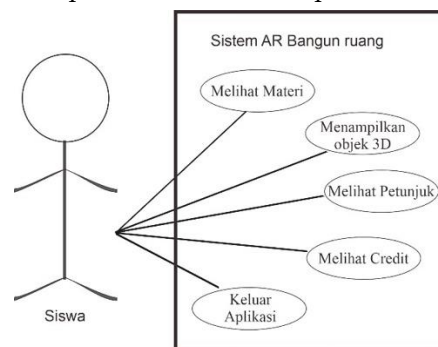 Sistem AR Bangun ruang
Melihat Materi
Menampilkan
objek 3D
Melihat Petunjuk
Melihat Credit
Keluar
Aplikasi
Siswa